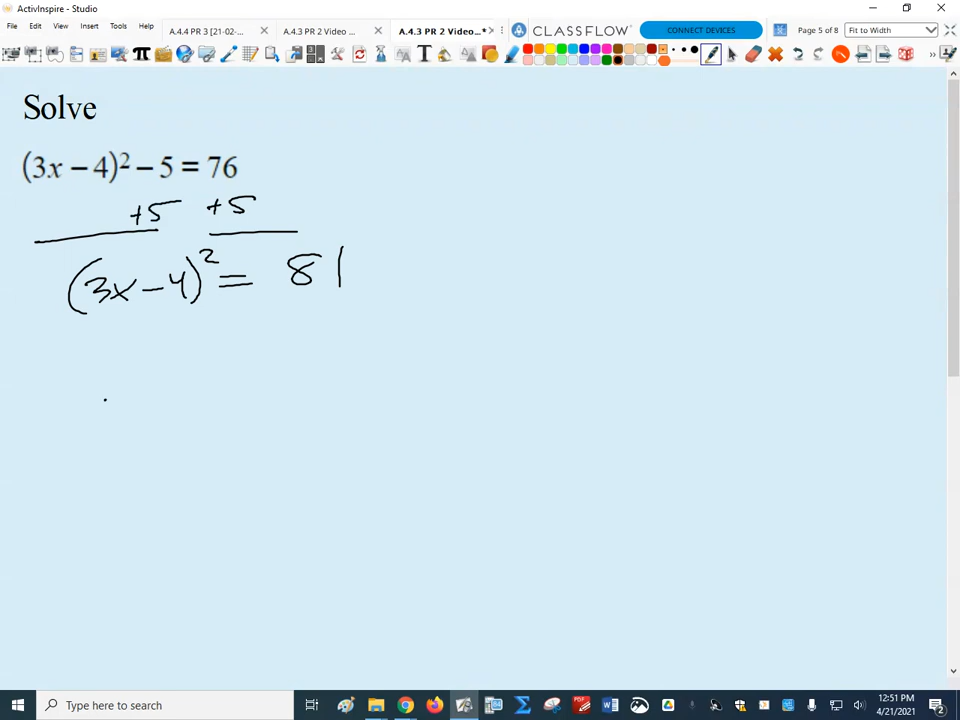 ActivInspire - Studio
File Edit View Insert Tools Help
A.4.4 PR 3 [21-02-...
A.4.3 PR 2 Video ...
A.4.3 PR 2 Video...*
CLASSFLOW
CONNECT DEVICES
Page 5 of 8
Fit to Width
Solve
(3x − 4)² − 5 = 76
+5 +5
(3x − 4)² = 81
Type here to search
12:51 PM
4/21/2021
2